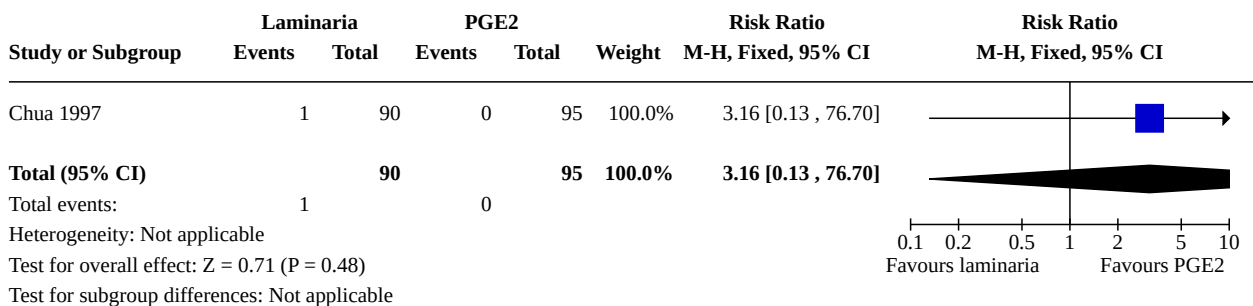 Laminaria PGE2 Risk Ratio Risk Ratio
Study or Subgroup Events Total Events Total Weight M-H, Fixed, 95% CI M-H, Fixed, 95% CI
Chua 1997 1 90 0 95 100.0% 3.16 [0.13 , 76.70]
Total (95% CI) 90 95 100.0% 3.16 [0.13 , 76.70]
Total events: 1 0
Heterogeneity: Not applicable
Test for overall effect: Z = 0.71 (P = 0.48)
Test for subgroup differences: Not applicable
0.1 0.2 0.5 1 2 5 10
Favours laminaria Favours PGE2